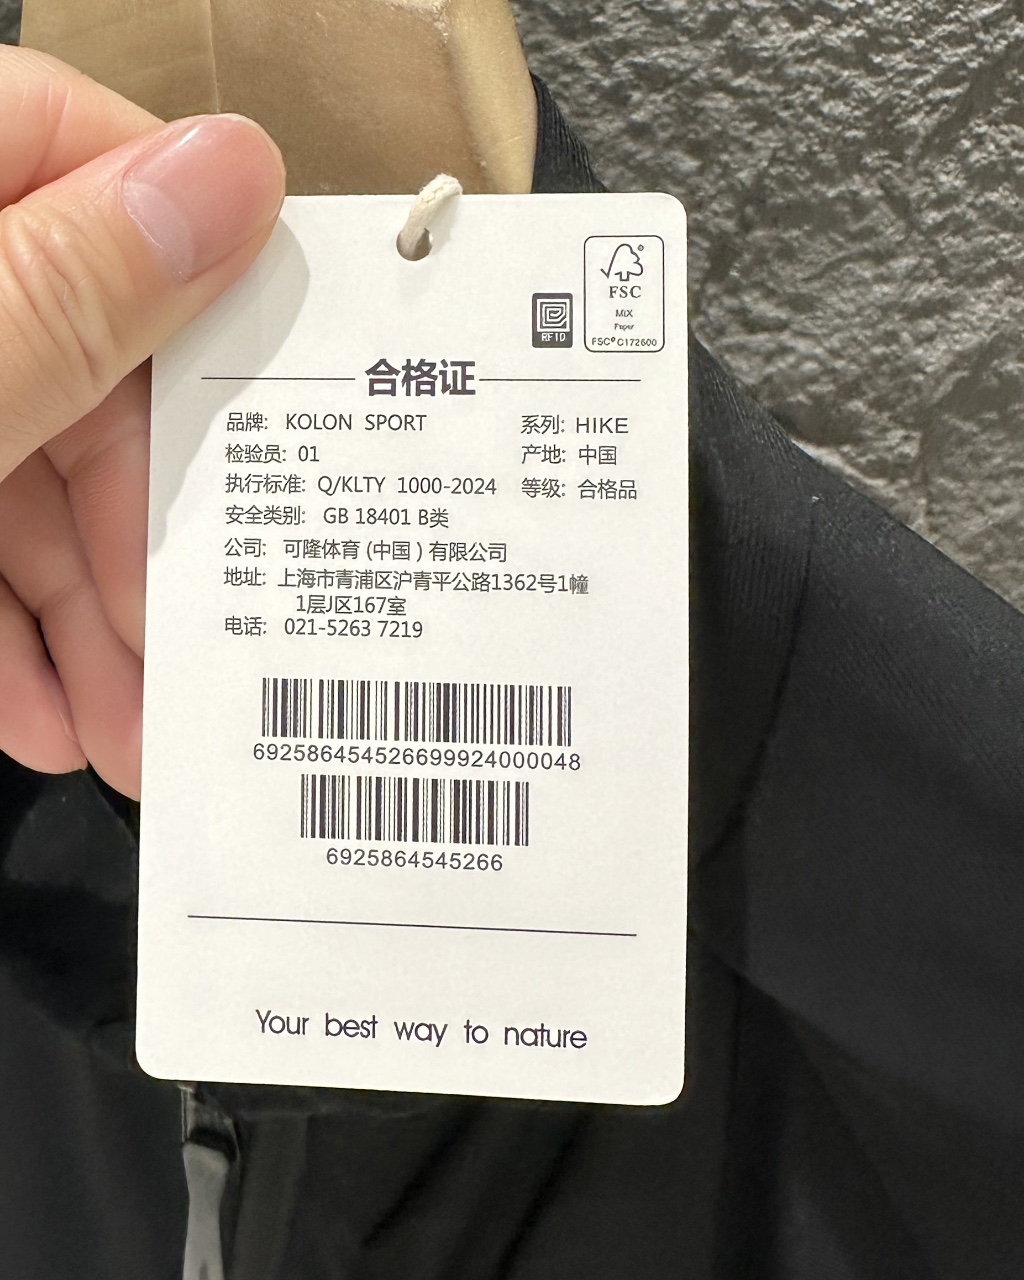 FSC
MIX
Paper
RFID
FSC® C172600
合格证
品牌: KOLON SPORT 系列: HIKE
检验员: 01 产地: 中国
执行标准: Q/KLTY 1000-2024 等级: 合格品
安全类别: GB 18401 B类
公司: 可隆体育 (中国 ) 有限公司
地址: 上海市青浦区沪青平公路1362号1幢
1层J区167室
电话: 021-5263 7219
692586454526699924000048
6925864545266
Your best way to nature